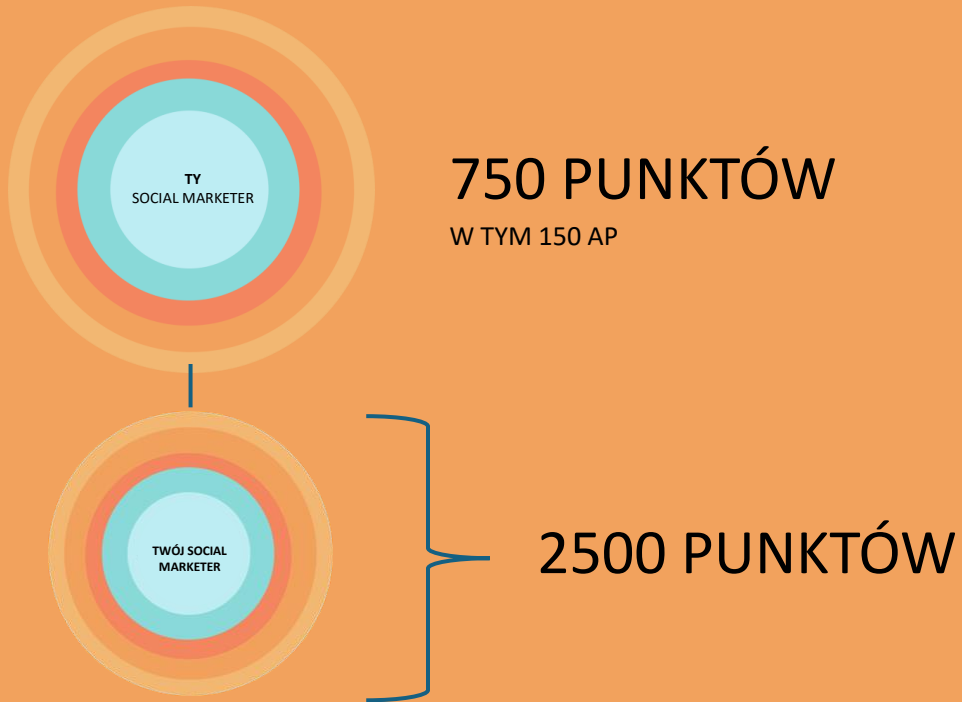 TY
SOCIAL MARKETER
750 PUNKTÓW
W TYM 150 AP
TWÓJ SOCIAL
MARKETER
2500 PUNKTÓW